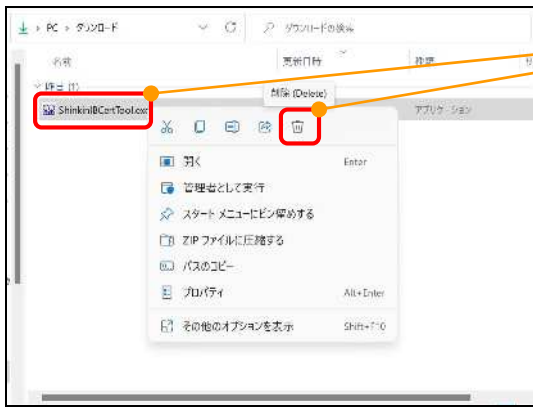 PC › ダウンロード
ダウンロードの検索
名前
更新日時
種類
昨日 (1)
削除 (Delete)
ShinkinIBCertTool.exe
アプリケーション
開く Enter
管理者として実行
スタート メニューにピン留めする
ZIP ファイルに圧縮する
パスのコピー
プロパティ Alt+Enter
その他のオプションを表示 Shift+F10